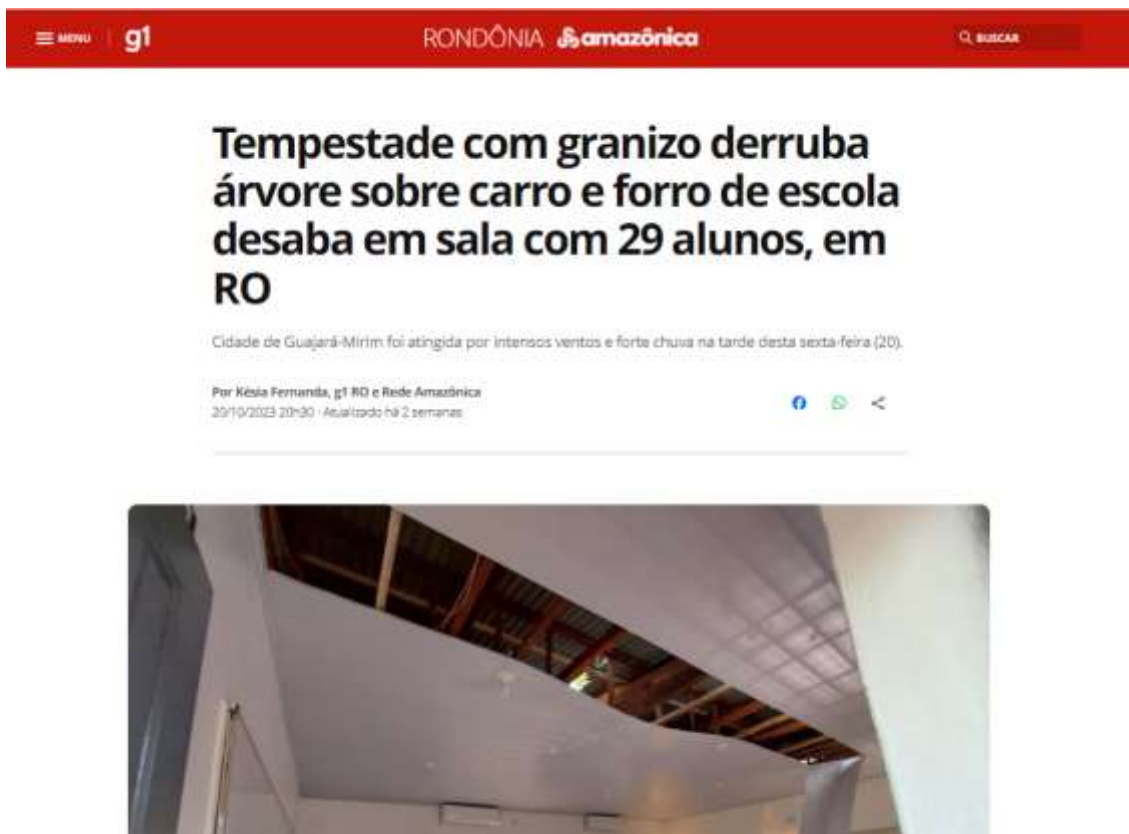 MENU g1 RONDÔNIA amazônica BUSCAR
Tempestade com granizo derruba
árvore sobre carro e forro de escola
desaba em sala com 29 alunos, em
RO
Cidade de Guajará-Mirim foi atingida por intensos ventos e forte chuva na tarde desta sexta-feira (20).
Por Késia Fernanda, g1 RO e Rede Amazônica
20/10/2023 20h30 · Atualizado há 2 semanas